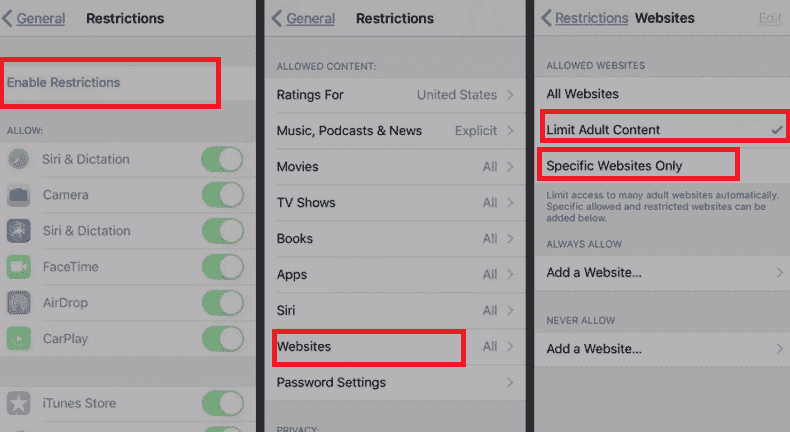 General
Restrictions
Enable Restrictions
ALLOW:
Siri & Dictation
Camera
Siri & Dictation
FaceTime
AirDrop
CarPlay
iTunes Store
General
Restrictions
ALLOWED CONTENT:
Ratings For United States
Music, Podcasts & News Explicit
Movies All
TV Shows All
Books All
Apps All
Siri All
Websites All
Password Settings
PRIVACY:
Restrictions
Websites
Edit
ALLOWED WEBSITES
All Websites
Limit Adult Content
Specific Websites Only
Limit access to many adult websites automatically.
Specific allowed and restricted websites can be
added below.
ALWAYS ALLOW
Add a Website...
NEVER ALLOW
Add a Website...